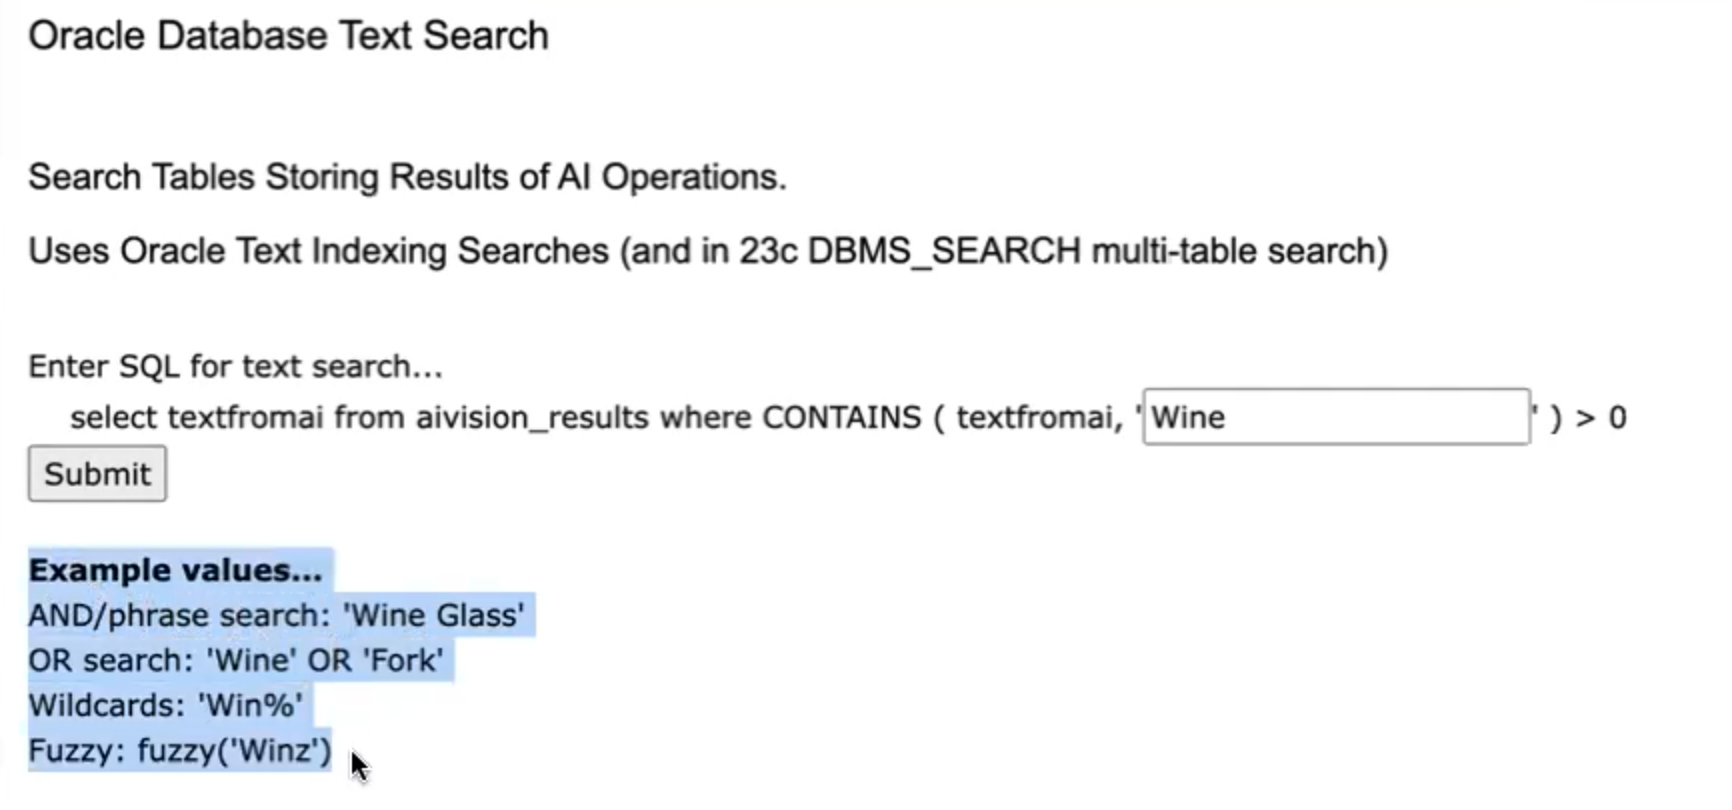 Oracle Database Text Search
Search Tables Storing Results of AI Operations.
Uses Oracle Text Indexing Searches (and in 23c DBMS_SEARCH multi-table search)
Enter SQL for text search...
select textfromai from aivision_results where CONTAINS ( textfromai, 'Wine' ) > 0
Submit
Example values...
AND/phrase search: 'Wine Glass'
OR search: 'Wine' OR 'Fork'
Wildcards: 'Win%'
Fuzzy: fuzzy('Winz')